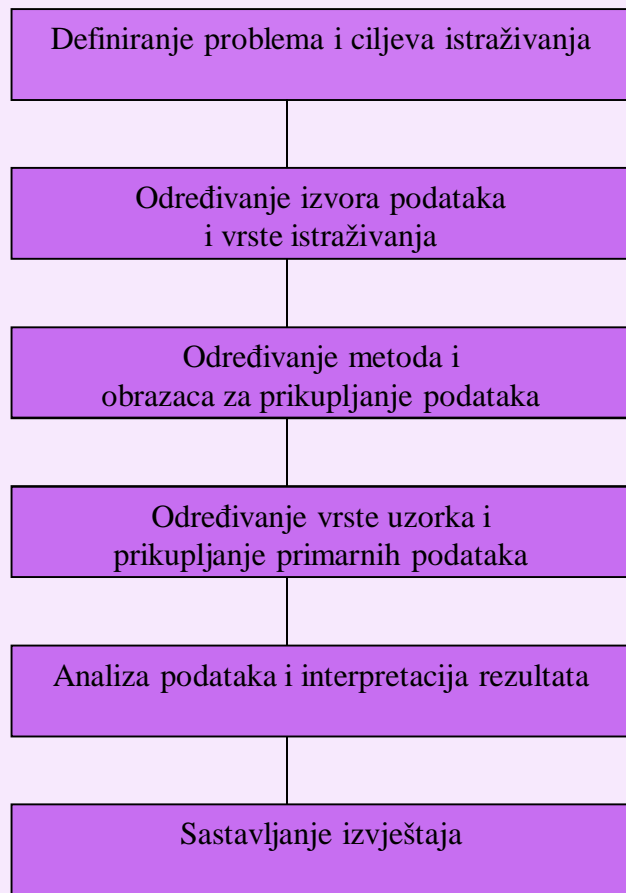 Definiranje problema i ciljeva istraživanja
Određivanje izvora podataka
i vrste istraživanja
Određivanje metoda i
obrazaca za prikupljanje podataka
Određivanje vrste uzorka i
prikupljanje primarnih podataka
Analiza podataka i interpretacija rezultata
Sastavljanje izvještaja